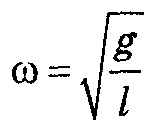 ω = √(g/l)